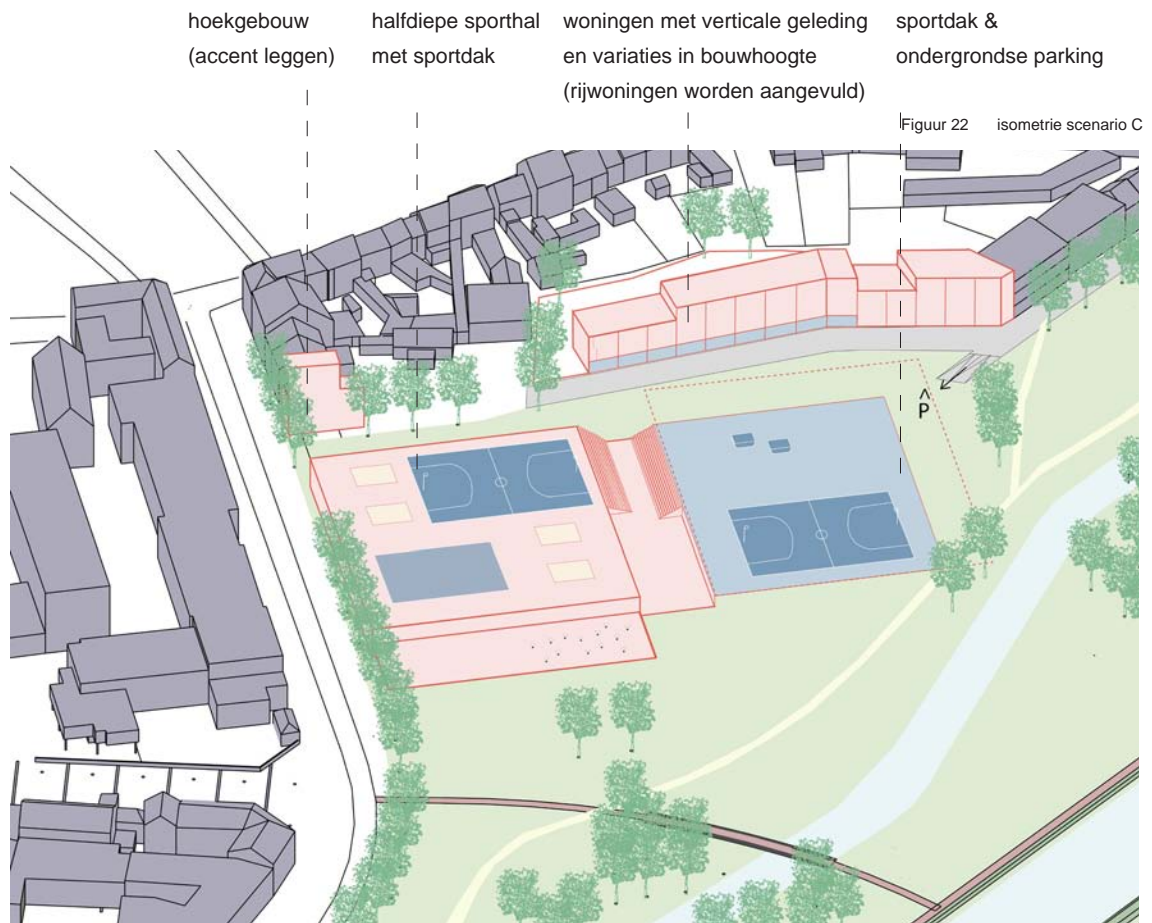 hoekgebouw
(accent leggen)
halfdiepe sporthal
met sportdak
woningen met verticale geleding
en variaties in bouwhoogte
(rijwoningen worden aangevuld)
sportdak &
ondergrondse parking
Figuur 22 isometrie scenario C
P